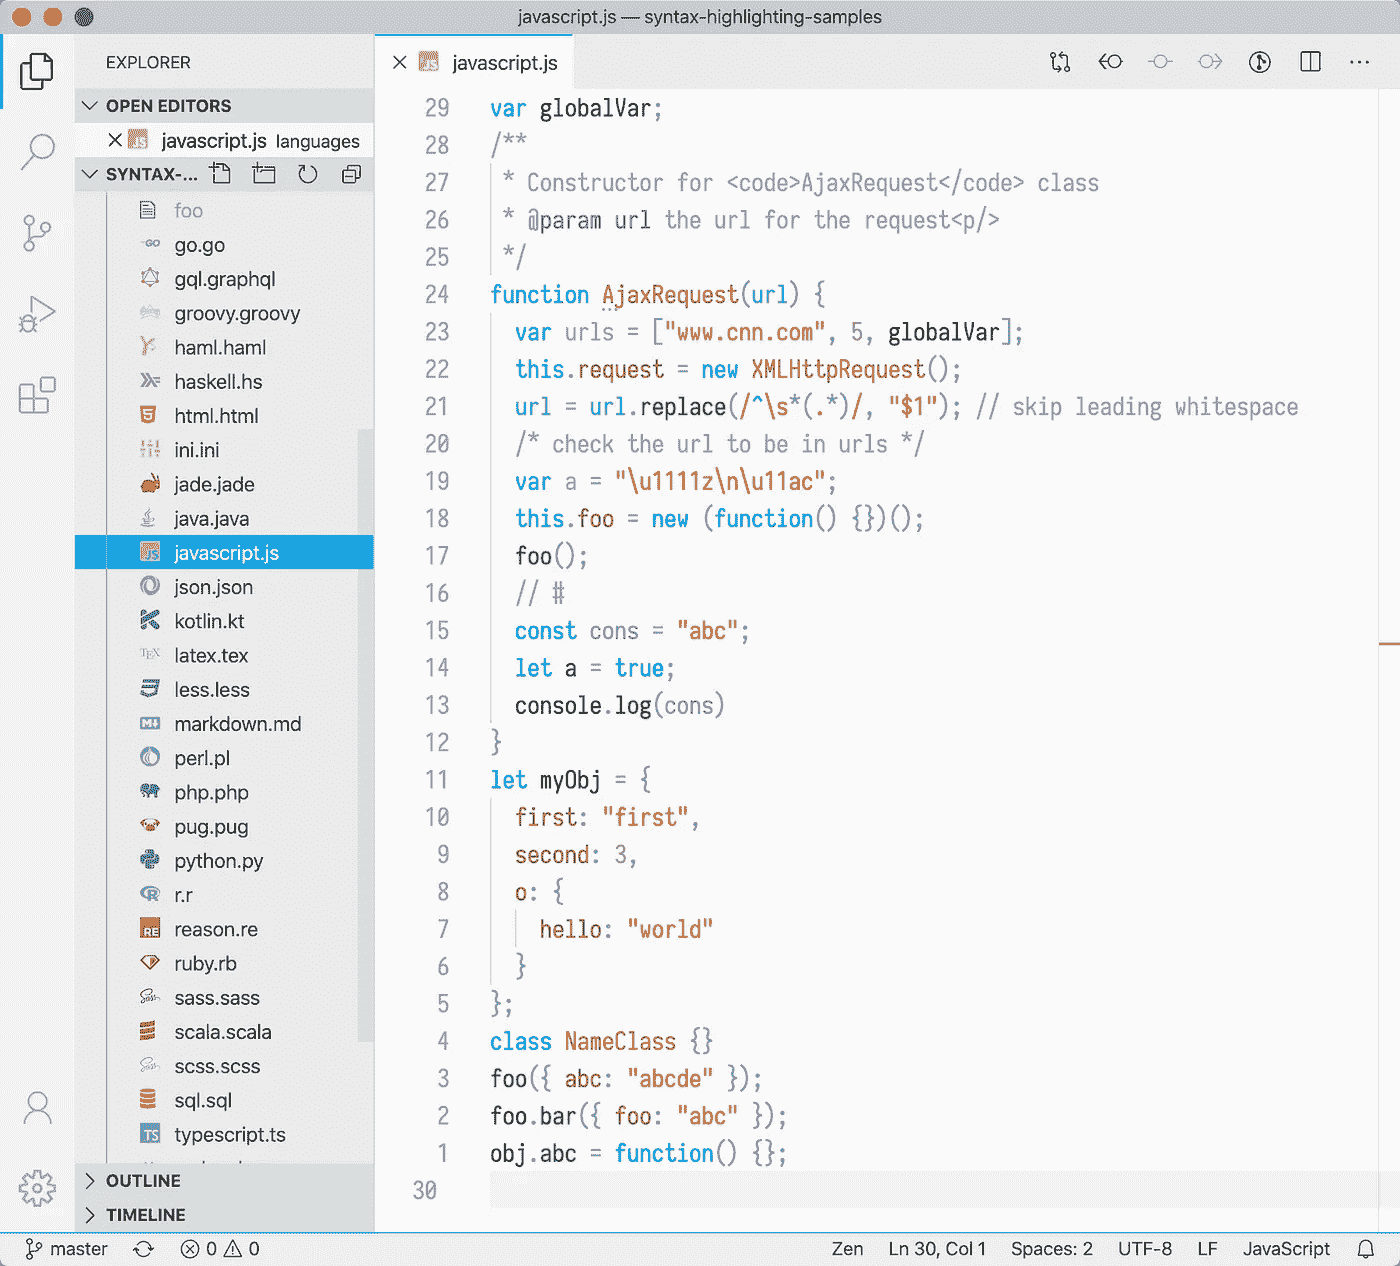 javascript.js — syntax-highlighting-samples
EXPLORER
OPEN EDITORS
javascript.js languages
SYNTAX-...
foo
go.go
gql.graphql
groovy.groovy
haml.haml
haskell.hs
html.html
ini.ini
jade.jade
java.java
javascript.js
json.json
kotlin.kt
latex.tex
less.less
markdown.md
perl.pl
php.php
pug.pug
python.py
r.r
reason.re
ruby.rb
sass.sass
scala.scala
scss.scss
sql.sql
typescript.ts
OUTLINE
TIMELINE
javascript.js
29 var globalVar;
28 /**
27 * Constructor for <code>AjaxRequest</code> class
26 * @param url the url for the request<p/>
25 */
24 function AjaxRequest(url) {
23 var urls = ["www.cnn.com", 5, globalVar];
22 this.request = new XMLHttpRequest();
21 url = url.replace(/^\s*(.*)/, "$1"); // skip leading whitespace
20 /* check the url to be in urls */
19 var a = "\u1111z\n\u11ac";
18 this.foo = new (function() {})();
17 foo();
16 // #
15 const cons = "abc";
14 let a = true;
13 console.log(cons)
12 }
11 let myObj = {
10 first: "first",
9 second: 3,
8 o: {
7 hello: "world"
6 }
5 };
4 class NameClass {}
3 foo({ abc: "abcde" });
2 foo.bar({ foo: "abc" });
1 obj.abc = function() {};
30
master 0 0 Zen Ln 30, Col 1 Spaces: 2 UTF-8 LF JavaScript